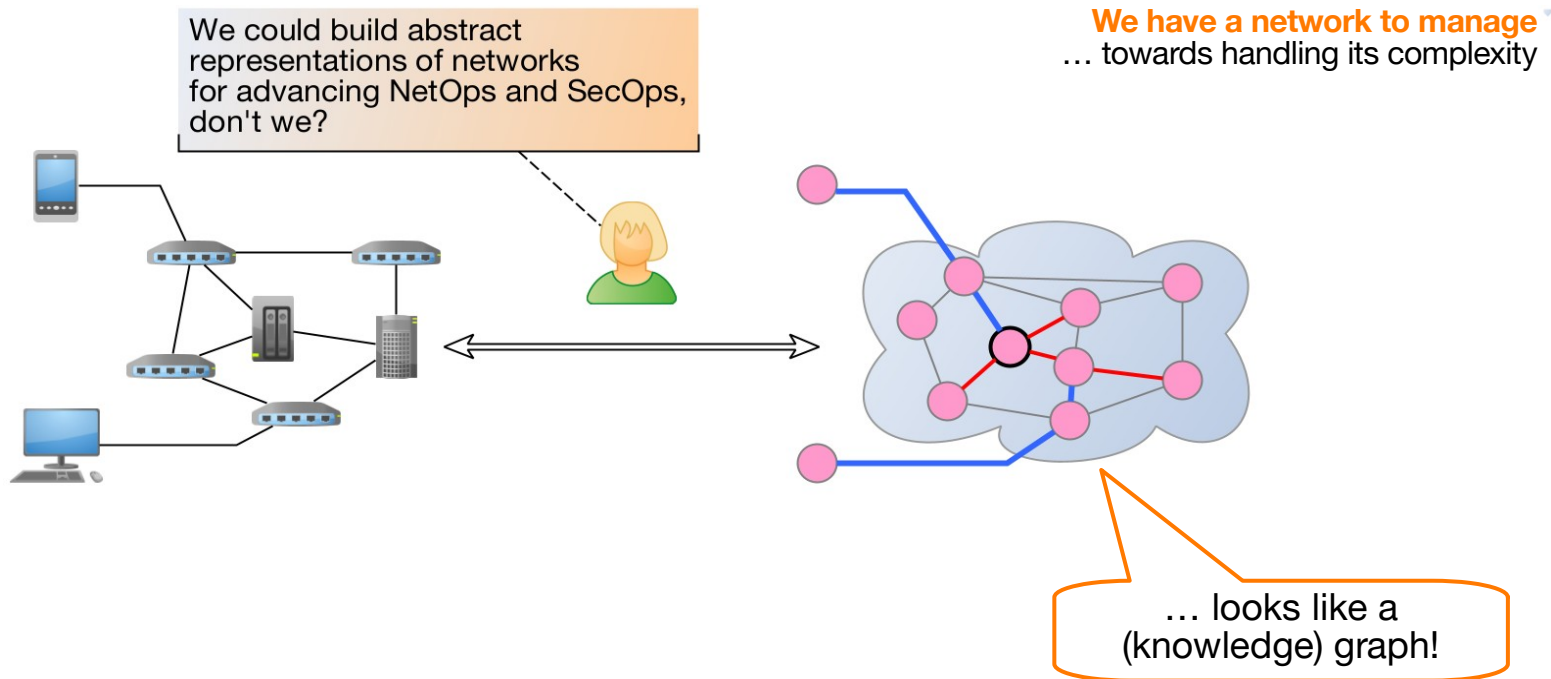 We have a network to manage
… towards handling its complexity
We could build abstract
representations of networks
for advancing NetOps and SecOps,
don't we?
… looks like a
(knowledge) graph!